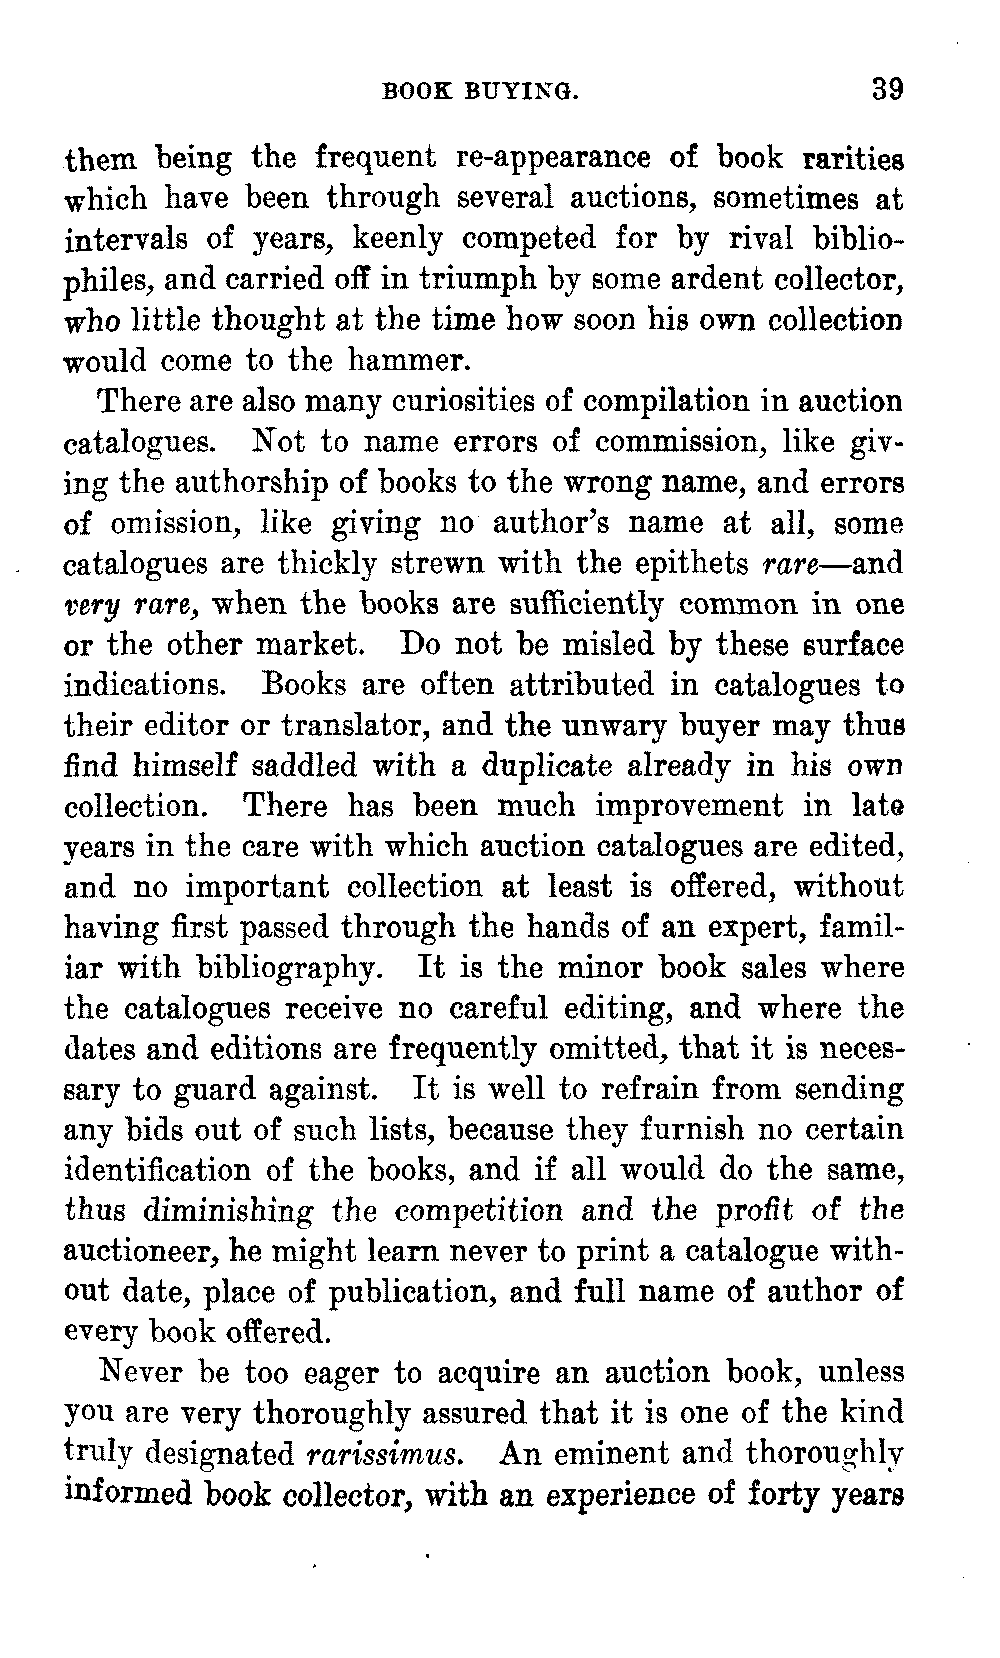 BOOK BUYING. 39
them being the frequent re-appearance of book rarities
which have been through several auctions, sometimes at
intervals of years, keenly competed for by rival biblio-
philes, and carried off in triumph by some ardent collector,
who little thought at the time how soon his own collection
would come to the hammer.
There are also many curiosities of compilation in auction
catalogues. Not to name errors of commission, like giv-
ing the authorship of books to the wrong name, and errors
of omission, like giving no author's name at all, some
catalogues are thickly strewn with the epithets rare—and
very rare, when the books are sufficiently common in one
or the other market. Do not be misled by these surface
indications. Books are often attributed in catalogues to
their editor or translator, and the unwary buyer may thus
find himself saddled with a duplicate already in his own
collection. There has been much improvement in late
years in the care with which auction catalogues are edited,
and no important collection at least is offered, without
having first passed through the hands of an expert, famil-
iar with bibliography. It is the minor book sales where
the catalogues receive no careful editing, and where the
dates and editions are frequently omitted, that it is neces-
sary to guard against. It is well to refrain from sending
any bids out of such lists, because they furnish no certain
identification of the books, and if all would do the same,
thus diminishing the competition and the profit of the
auctioneer, he might learn never to print a catalogue with-
out date, place of publication, and full name of author of
every book offered.
Never be too eager to acquire an auction book, unless
you are very thoroughly assured that it is one of the kind
truly designated rarissimus. An eminent and thoroughly
informed book collector, with an experience of forty years